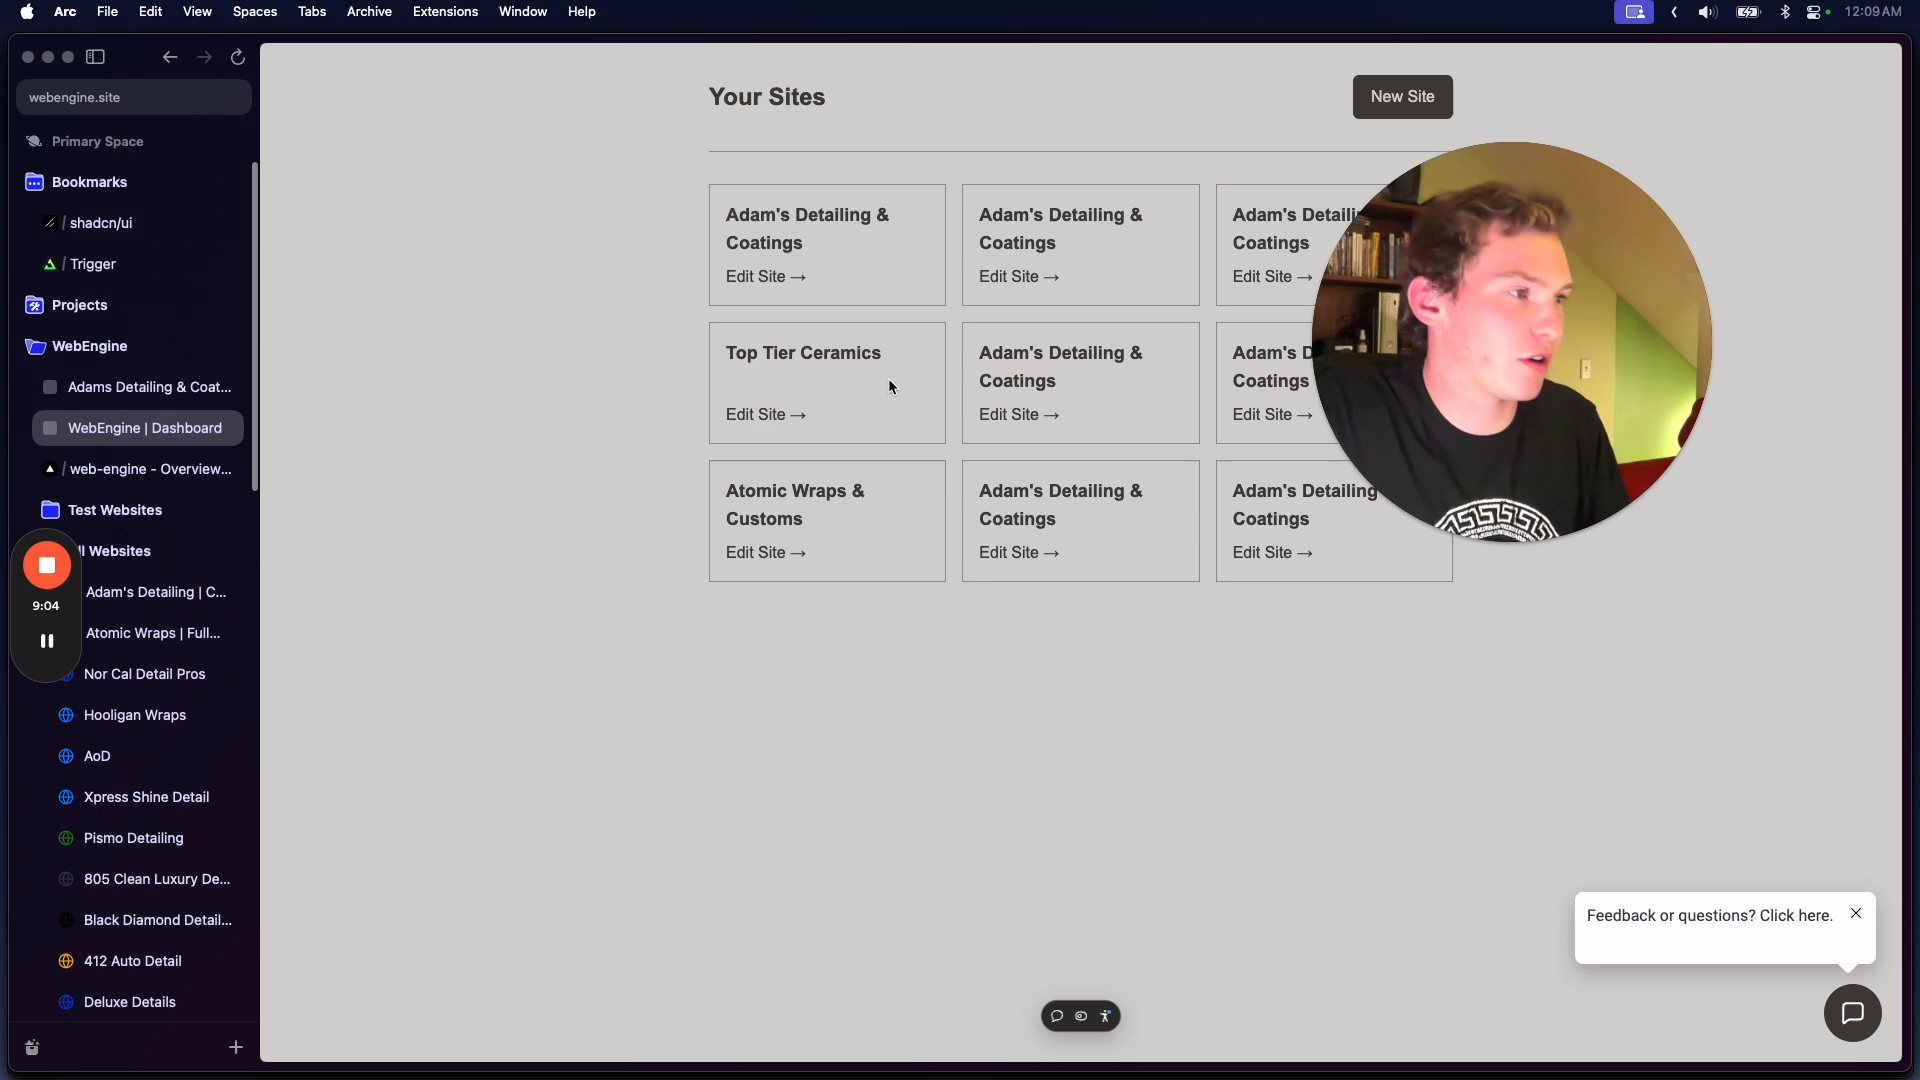 Arc File Edit View Spaces Tabs Archive Extensions Window Help
12:09AM
webengine.site
Primary Space
Bookmarks
/ shadcn/ui
/ Trigger
Projects
WebEngine
Adams Detailing & Coat...
WebEngine | Dashboard
/ web-engine - Overview...
Test Websites
Websites
9:04
Adam's Detailing | C...
Atomic Wraps | Full...
Nor Cal Detail Pros
Hooligan Wraps
AoD
Xpress Shine Detail
Pismo Detailing
805 Clean Luxury De...
Black Diamond Detail...
412 Auto Detail
Deluxe Details
Your Sites
New Site
Adam's Detailing &
Coatings
Edit Site →
Adam's Detailing &
Coatings
Edit Site →
Adam's
Coatings
Edit Site →
Top Tier Ceramics
Edit Site →
Adam's Detailing &
Coatings
Edit Site →
Adam's
Coatings
Edit Site →
Atomic Wraps &
Customs
Edit Site →
Adam's Detailing &
Coatings
Edit Site →
Adam's Detailing
Coatings
Edit Site →
Feedback or questions? Click here.